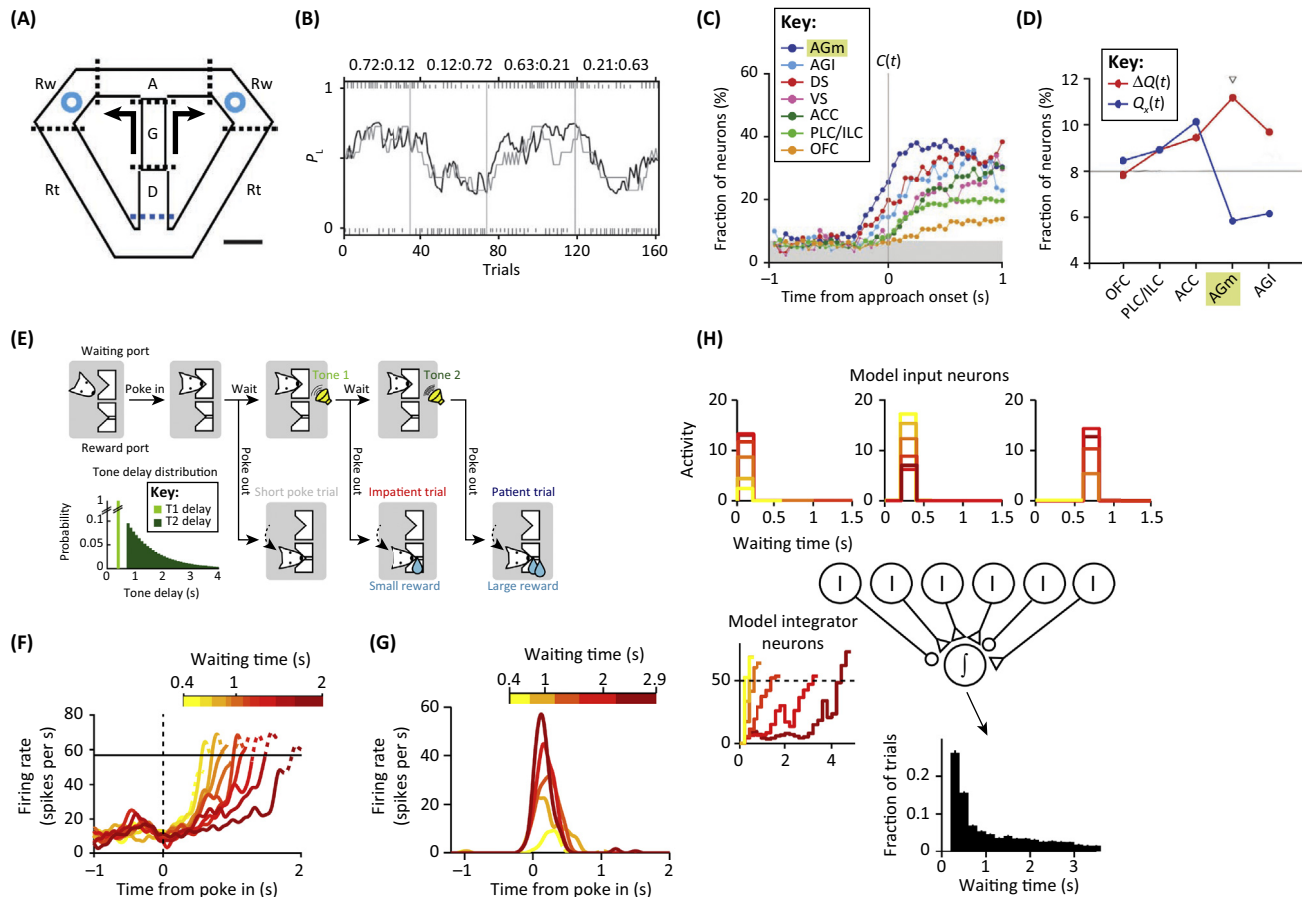 (A)
Rw
A
Rw
G
Rt
D
Rt
(B)
0.72:0.12 0.12:0.72 0.63:0.21 0.21:0.63
1
P_L
0
0 40 80 120 160
Trials
(C)
Key:
AGm
AGl
DS
VS
ACC
PLC/ILC
OFC
C(t)
Fraction of neurons (%)
60
40
20
0
−1 0 1
Time from approach onset (s)
(D)
Key:
ΔQ(t)
Q_x(t)
Fraction of neurons (%)
12
10
8
6
4
OFC
PLC/ILC
ACC
AGm
AGl
(E)
Waiting port
Poke in
Wait
Tone 1
Wait
Tone 2
Reward port
Poke out
Poke out
Poke out
Tone delay distribution
Key:
T1 delay
T2 delay
Probability
1
0.1
0.05
0
0 1 2 3 4
Tone delay (s)
Short poke trial
Impatient trial
Patient trial
Small reward
Large reward
(F)
Waiting time (s)
0.4 1 2
Firing rate
(spikes per s)
80
60
40
20
0
−1 0 1 2
Time from poke in (s)
(G)
Waiting time (s)
0.4 1 2 2.9
Firing rate
(spikes per s)
60
40
20
0
−1 0 1 2
Time from poke in (s)
(H)
Model input neurons
Activity
20
10
0
0 0.5 1 1.5
20
10
0
0 0.5 1 1.5
20
10
0
0 0.5 1 1.5
Waiting time (s)
I I I I I I
∫
Model integrator
neurons
50
0
0 2 4
Fraction of trials
0.2
0.1
0
0 1 2 3
Waiting time (s)